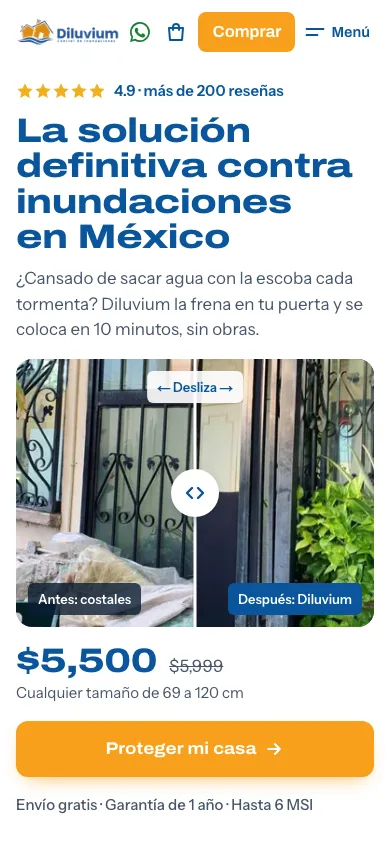 Diluvium
Control de Inundaciones
Comprar
Menú
4.9 · más de 200 reseñas
La solución
definitiva contra
inundaciones
en México
¿Cansado de sacar agua con la escoba cada
tormenta? Diluvium la frena en tu puerta y se
coloca en 10 minutos, sin obras.
← Desliza →
Antes: costales
Después: Diluvium
$5,500 $5,999
Cualquier tamaño de 69 a 120 cm
Proteger mi casa →
Envío gratis · Garantía de 1 año · Hasta 6 MSI